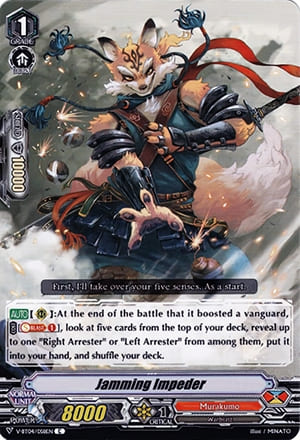 1
GRADE
BOOST
SHIELD 10000
First, I'll take over your five senses. As a start.
AUTO [ ]:At the end of the battle that it boosted a vanguard,
[ -BLAST 1], look at five cards from the top of your deck, reveal up
to one "Right Arrester" or "Left Arrester" from among them, put it
into your hand, and shuffle your deck.
Jamming Impeder
NORMAL UNIT
POWER 8000
1 CRITICAL
Murakumo
Warbeast
V-BT04/058EN C
Illust / MINATO